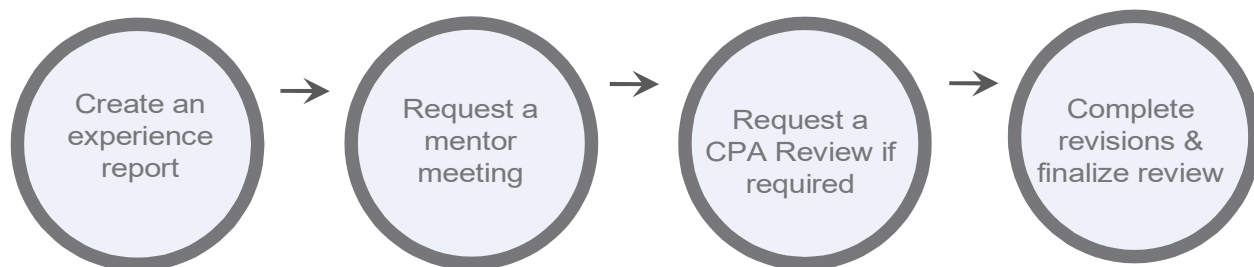 Create an
experience
report
Request a
mentor
meeting
Request a
CPA Review if
required
Complete
revisions &
finalize review